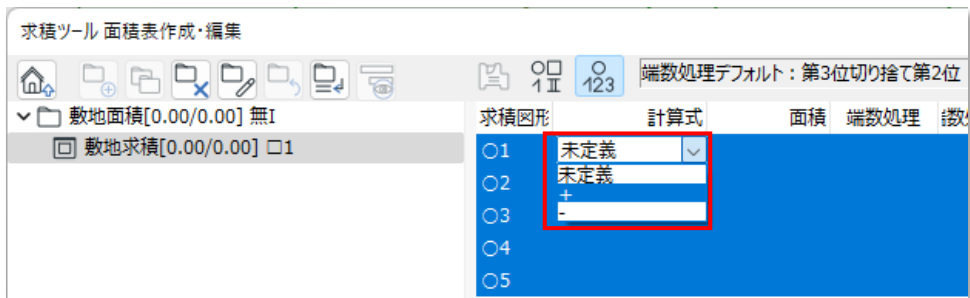 求積ツール 面積表作成・編集
○□
1Ⅱ
○
123
端数処理デフォルト：第3位切り捨て第2位
敷地面積[0.00/0.00] 無I
敷地求積[0.00/0.00] □1
求積図形 計算式 面積 端数処理
○1 未定義
未定義
+
-
○2
○3
○4
○5